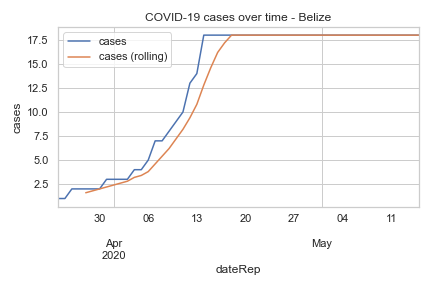 COVID-19 cases over time - Belize
cases
cases (rolling)
17.5
15.0
12.5
10.0
7.5
5.0
2.5
cases
30 06 13 20 27 04 11
Apr May
2020
dateRep